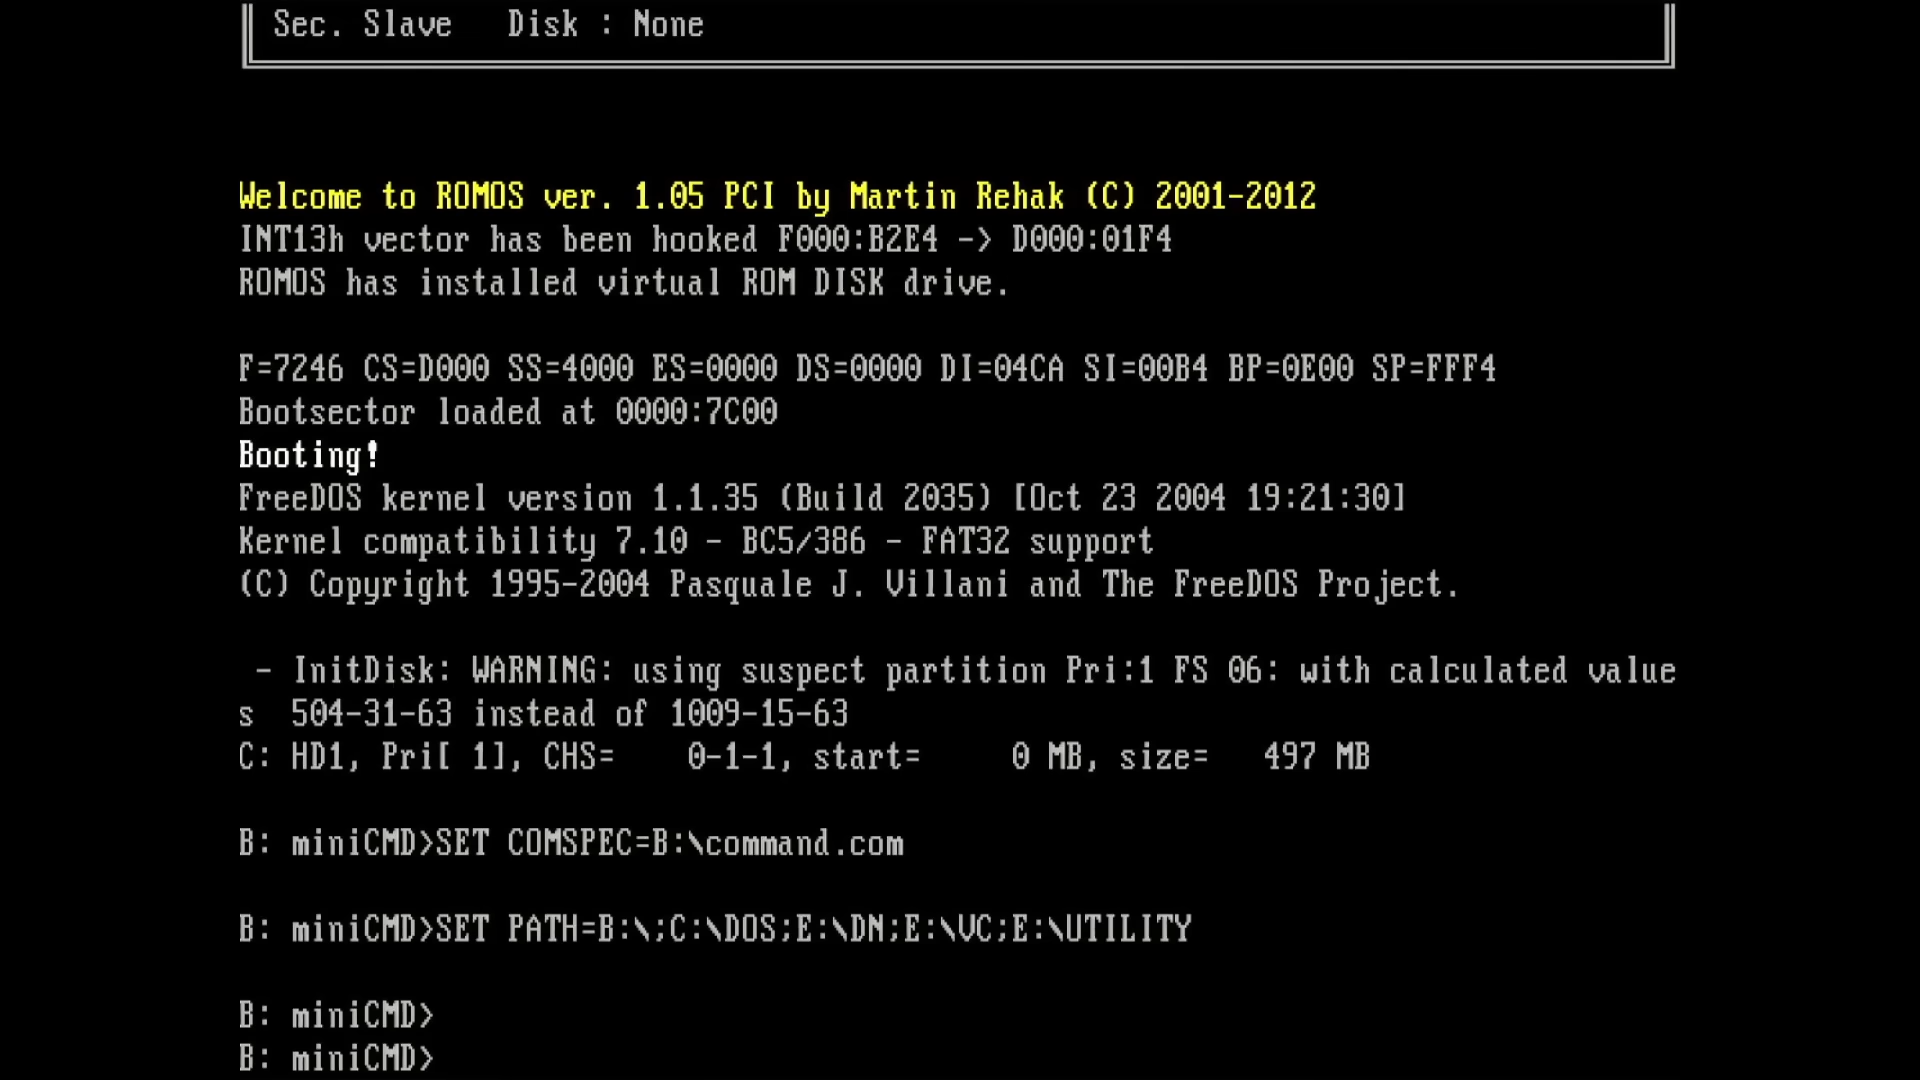 Sec. Slave   Disk : None
Welcome to ROMOS ver. 1.05 PCI by Martin Rehak (C) 2001-2012
INT13h vector has been hooked F000:B2E4 -> D000:01F4
ROMOS has installed virtual ROM DISK drive.
F=7246 CS=D000 SS=4000 ES=0000 DS=0000 DI=04CA SI=00B4 BP=0E00 SP=FFF4
Bootsector loaded at 0000:7C00
Booting!
FreeDOS kernel version 1.1.35 (Build 2035) [Oct 23 2004 19:21:30]
Kernel compatibility 7.10 - BC5/386 - FAT32 support
(C) Copyright 1995-2004 Pasquale J. Villani and The FreeDOS Project.
 - InitDisk: WARNING: using suspect partition Pri:1 FS 06: with calculated value
s  504-31-63 instead of 1009-15-63
C: HD1, Pri[ 1], CHS=    0-1-1, start=     0 MB, size=   497 MB
B: miniCMD>SET COMSPEC=B:\command.com
B: miniCMD>SET PATH=B:\;C:\DOS;E:\DN;E:\VC;E:\UTILITY
B: miniCMD>
B: miniCMD>